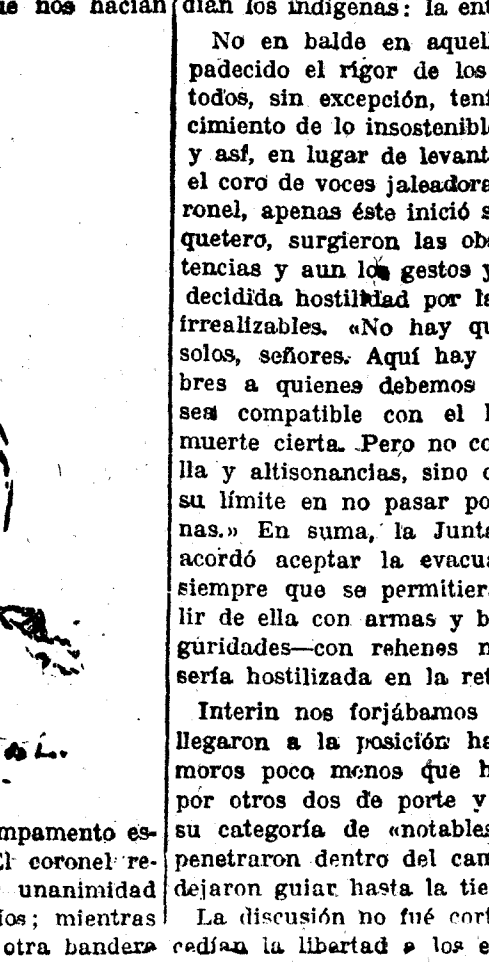 nos hacían
mpamento es-
El coronel re-
unanimidad
íos; mientras
otra bandera
dían los indígenas: la ent
No en balde en aquel
padecido el rigor de los
todos, sin excepción, ten
cimiento de lo insostenibl
y así, en lugar de levant
el coro de voces jaleadora
ronel, apenas éste inició s
quetero, surgieron las ob
tencias y aun los gestos y
decidida hostilidad por l
irrealizables. «No hay qu
solos, señores. Aquí hay
bres a quienes debemos
sea compatible con el
muerte cierta. Pero no co
lla y altisonancias, sino
su límite en no pasar po
nas.» En suma, la Junt
acordó aceptar la evacu
siempre que se permitier
lir de ella con armas y b
guridades—con rehenes
sería hostilizada en la ret
Interin nos forjábamos
llegaron a la posición ha
moros poco menos que h
por otros dos de porte y
su categoría de «notables
penetraron dentro del cam
dejaron guiar hasta la tie
La discusión no fué cor
cedían la libertad a los e